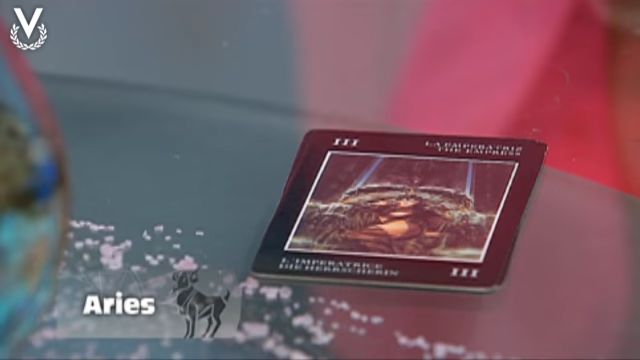 V
III
LA EMPERATRIZ
THE EMPRESS
L'IMPERATRICE
DIE HERRSCHERIN
III
Aries